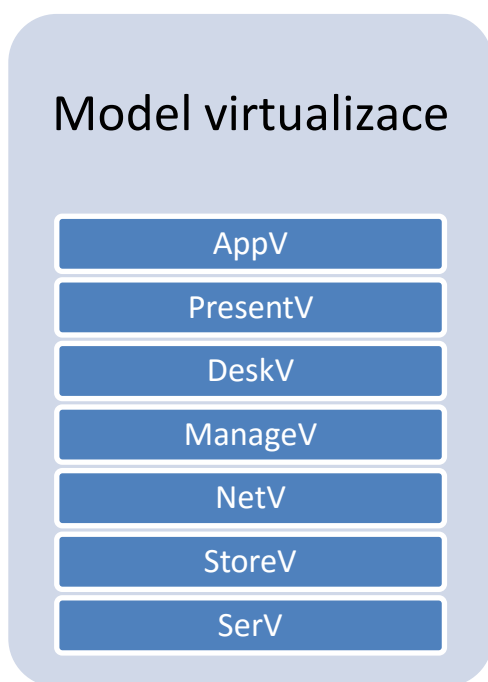 Model virtualizace
AppV
PresentV
DeskV
ManageV
NetV
StoreV
SerV